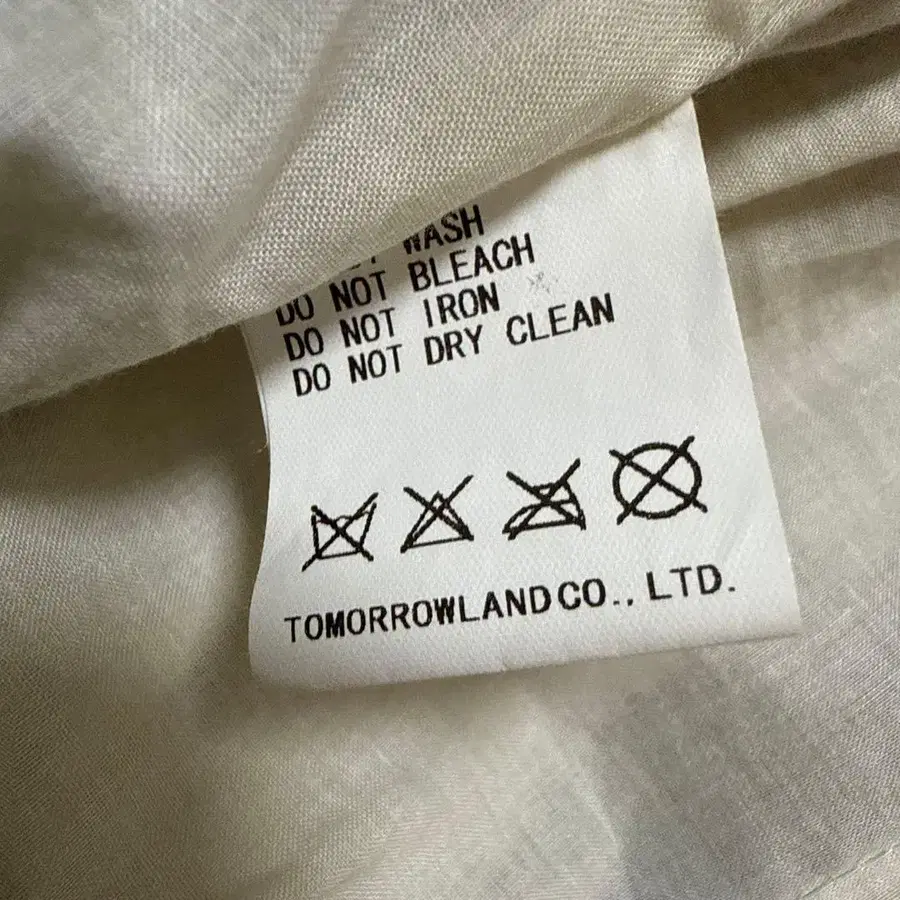 WASH
DO NOT BLEACH
DO NOT IRON
DO NOT DRY CLEAN
TOMORROWLAND CO., LTD.